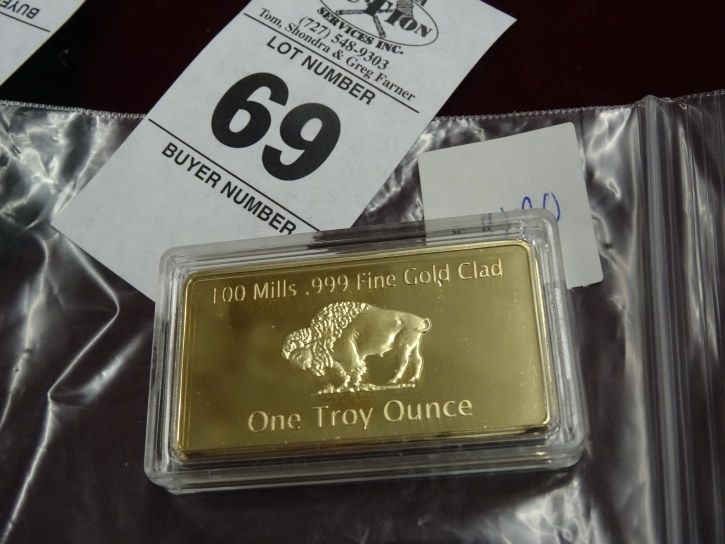 SERVICES INC.
(727) 548-9303
Tom, Shondra & Greg Farner
LOT NUMBER
69
BUYER NUMBER
100 Mills .999 Fine Gold Clad
One Troy Ounce